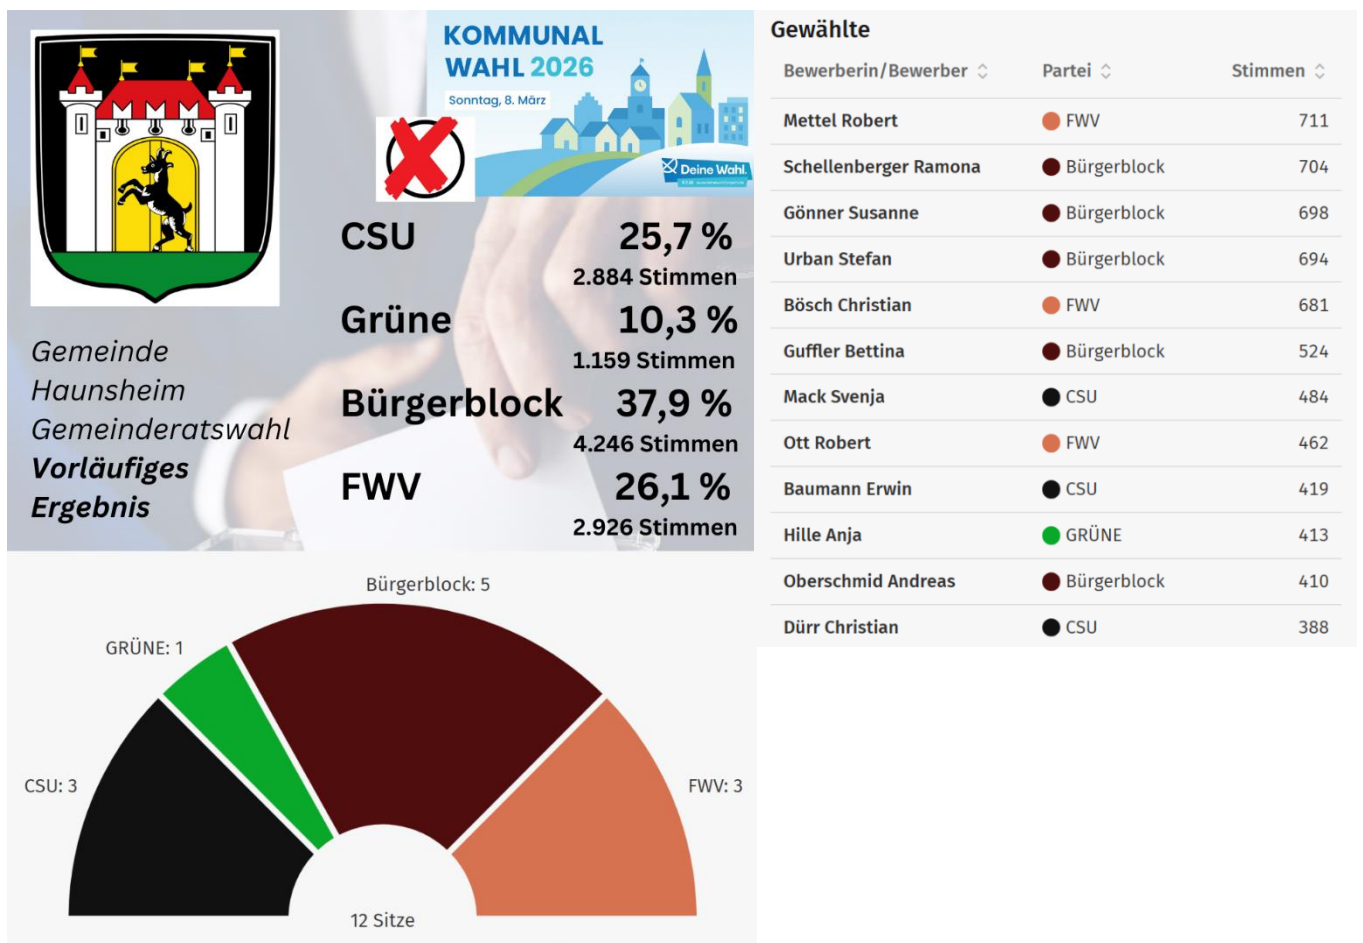 KOMMUNAL
WAHL 2026
Sonntag, 8. März
Deine Wahl.
CSU 25,7 %
2.884 Stimmen
Grüne 10,3 %
1.159 Stimmen
Bürgerblock 37,9 %
4.246 Stimmen
FWV 26,1 %
2.926 Stimmen
Gemeinde
Haunsheim
Gemeinderatswahl
Vorläufiges
Ergebnis
Bürgerblock: 5
GRÜNE: 1
CSU: 3
FWV: 3
12 Sitze
Gewählte
Bewerberin/Bewerber Partei Stimmen
Mettel Robert FWV 711
Schellenberger Ramona Bürgerblock 704
Gönner Susanne Bürgerblock 698
Urban Stefan Bürgerblock 694
Bösch Christian FWV 681
Guffler Bettina Bürgerblock 524
Mack Svenja CSU 484
Ott Robert FWV 462
Baumann Erwin CSU 419
Hille Anja GRÜNE 413
Oberschmid Andreas Bürgerblock 410
Dürr Christian CSU 388